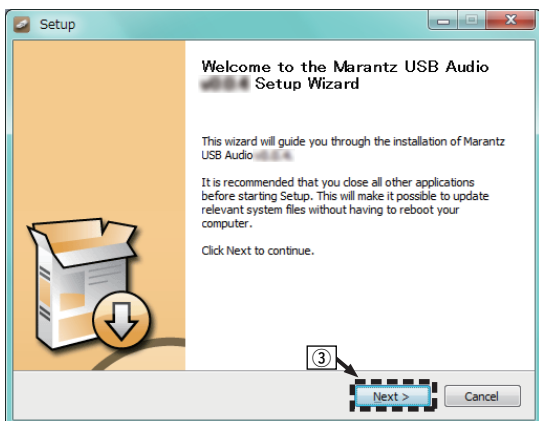 Setup
Welcome to the Marantz USB Audio
Setup Wizard
This wizard will guide you through the installation of Marantz
USB Audio
It is recommended that you close all other applications
before starting Setup. This will make it possible to update
relevant system files without having to reboot your
computer.
Click Next to continue.
③
Next >
Cancel